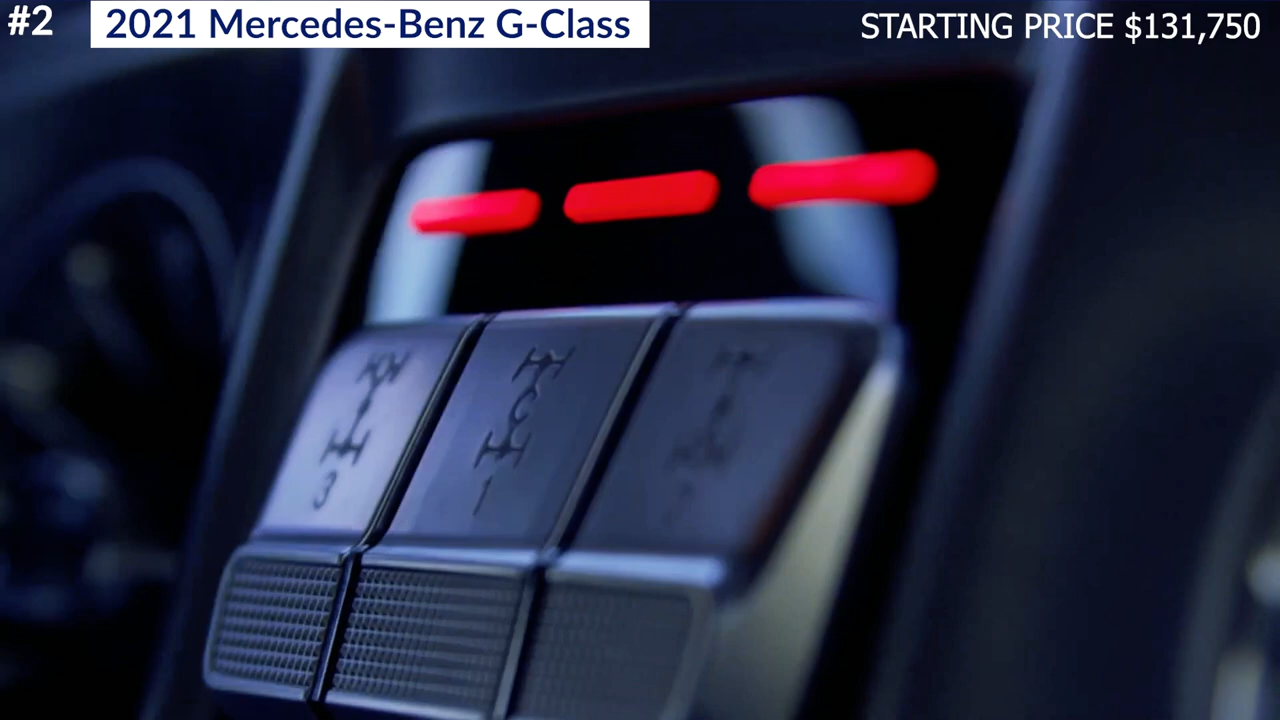 #2
2021 Mercedes-Benz G-Class
STARTING PRICE $131,750
3
C
1